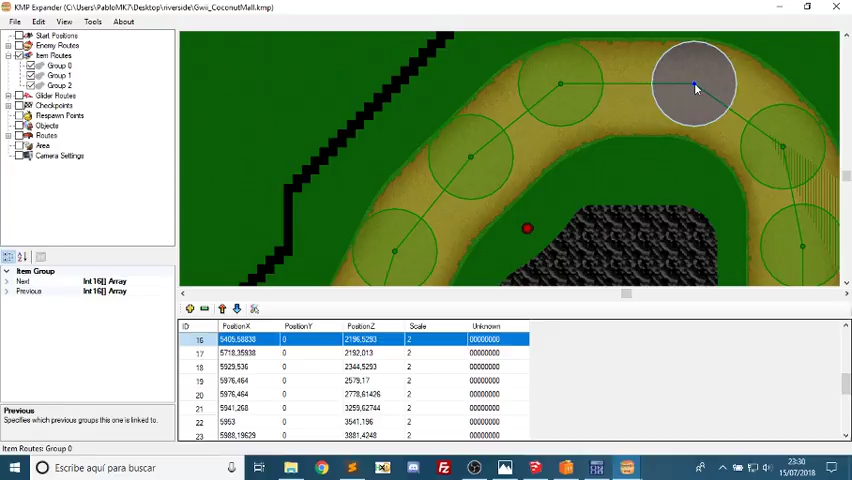 KMP Expander (C:\Users\PabloMK7\Desktop\riverside\Gwii_CoconutMall.kmp)
File Edit View Tools About
Start Positions
Enemy Routes
Item Routes
Group 0
Group 1
Group 2
Glider Routes
Checkpoints
Respawn Points
Objects
Routes
Area
Camera Settings
Item Group
Next Int16[] Array
Previous Int16[] Array
ID PositionX PositionY PositionZ Scale Unknown
16 5405,58838 0 2196,5293 2 00000000
17 5718,35938 0 2192,013 2 00000000
18 5929,536 0 2344,5293 2 00000000
19 5976,464 0 2579,17 2 00000000
20 5976,464 0 2778,61426 2 00000000
21 5941,268 0 3259,62744 2 00000000
22 5953 0 3541,196 2 00000000
23 5988,19629 0 3881,4248 2 00000000
Previous
Specifies which previous groups this one is linked to.
Item Routes: Group 0
Escribe aquí para buscar
23:30
15/07/2018